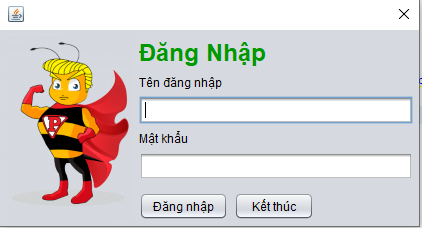 Đăng Nhập
Tên đăng nhập
P
Mật khẩu
Đăng nhập Kết thúc